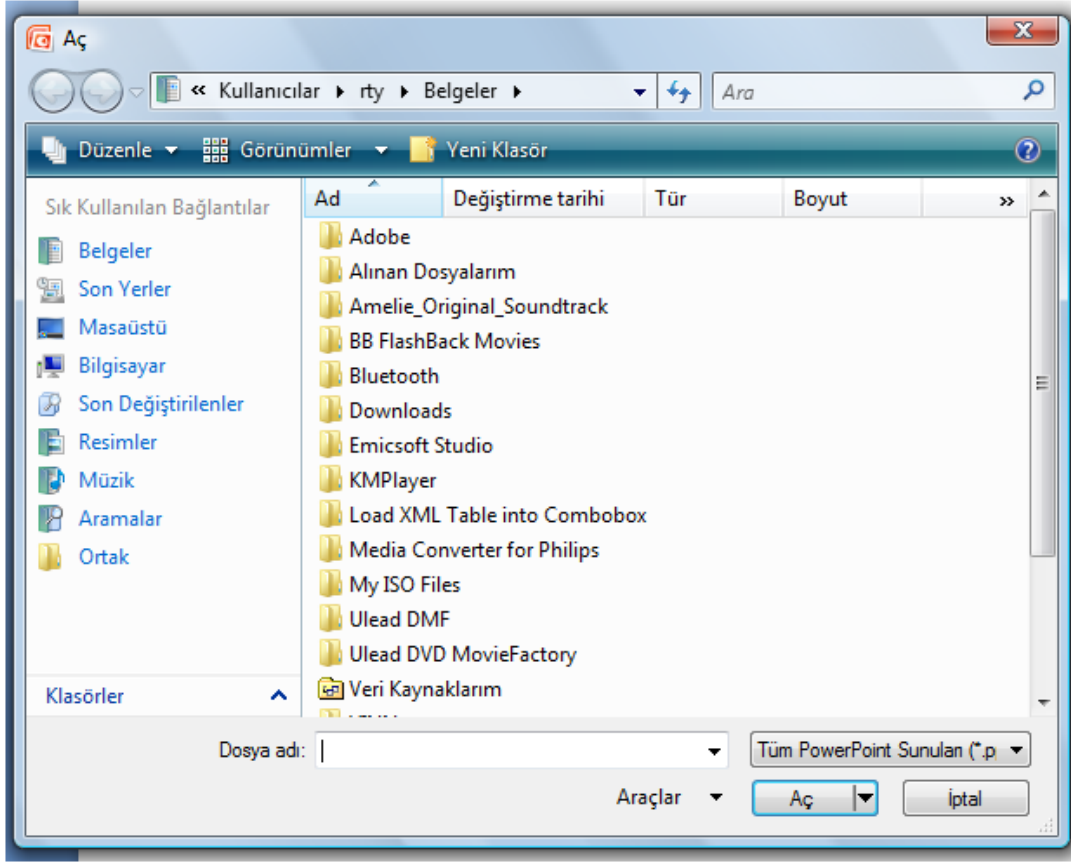 Aç
« Kullanıcılar rty Belgeler
Ara
Düzenle Görünümler Yeni Klasör
Sık Kullanılan Bağlantılar
Belgeler
Son Yerler
Masaüstü
Bilgisayar
Son Değiştirilenler
Resimler
Müzik
Aramalar
Ortak
Klasörler
Ad Değiştirme tarihi Tür Boyut »
Adobe
Alınan Dosyalarım
Amelie_Original_Soundtrack
BB FlashBack Movies
Bluetooth
Downloads
Emicsoft Studio
KMPlayer
Load XML Table into Combobox
Media Converter for Philips
My ISO Files
Ulead DMF
Ulead DVD MovieFactory
Veri Kaynaklarım
Dosya adı:
Tüm PowerPoint Sunuları (*.p
Araçlar Aç İptal